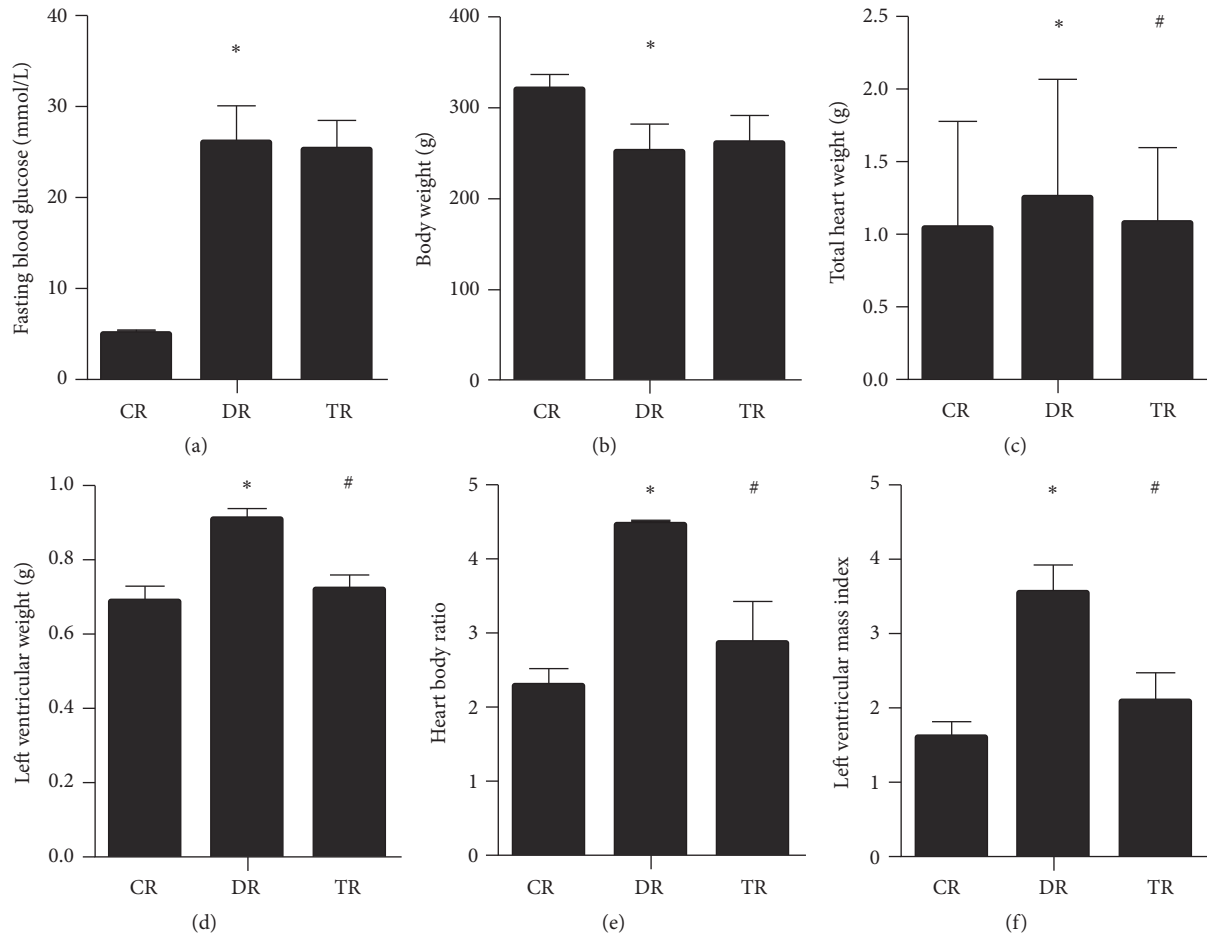 Fasting blood glucose (mmol/L)
40
30
20
10
0
*
CR DR TR
(a)
Body weight (g)
400
300
200
100
0
*
CR DR TR
(b)
Total heart weight (g)
2.5
2.0
1.5
1.0
0.5
0.0
* #
CR DR TR
(c)
Left ventricular weight (g)
1.0
0.8
0.6
0.4
0.2
0.0
* #
CR DR TR
(d)
Heart body ratio
5
4
3
2
1
0
* #
CR DR TR
(e)
Left ventricular mass index
5
4
3
2
1
0
* #
CR DR TR
(f)